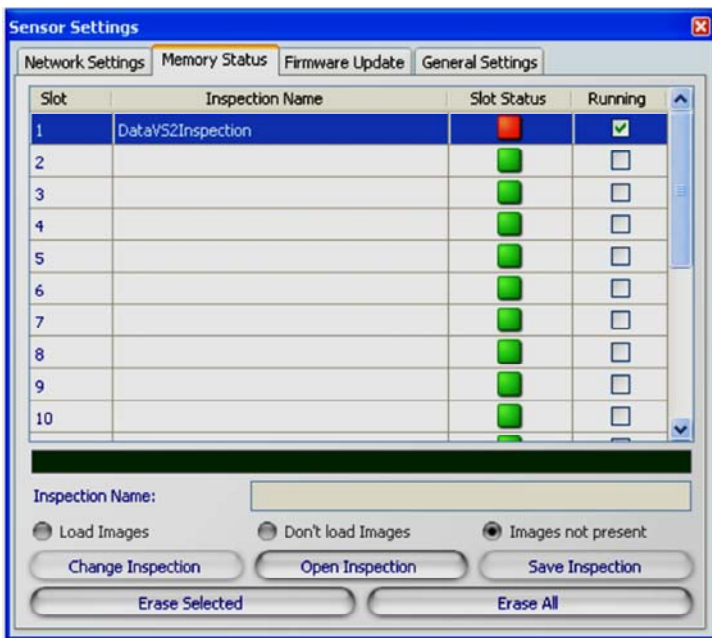 Sensor Settings
Network Settings Memory Status Firmware Update General Settings
Slot Inspection Name Slot Status Running
1 DataVS2Inspection
2
3
4
5
6
7
8
9
10
Inspection Name:
Load Images Don't load Images Images not present
Change Inspection Open Inspection Save Inspection
Erase Selected Erase All